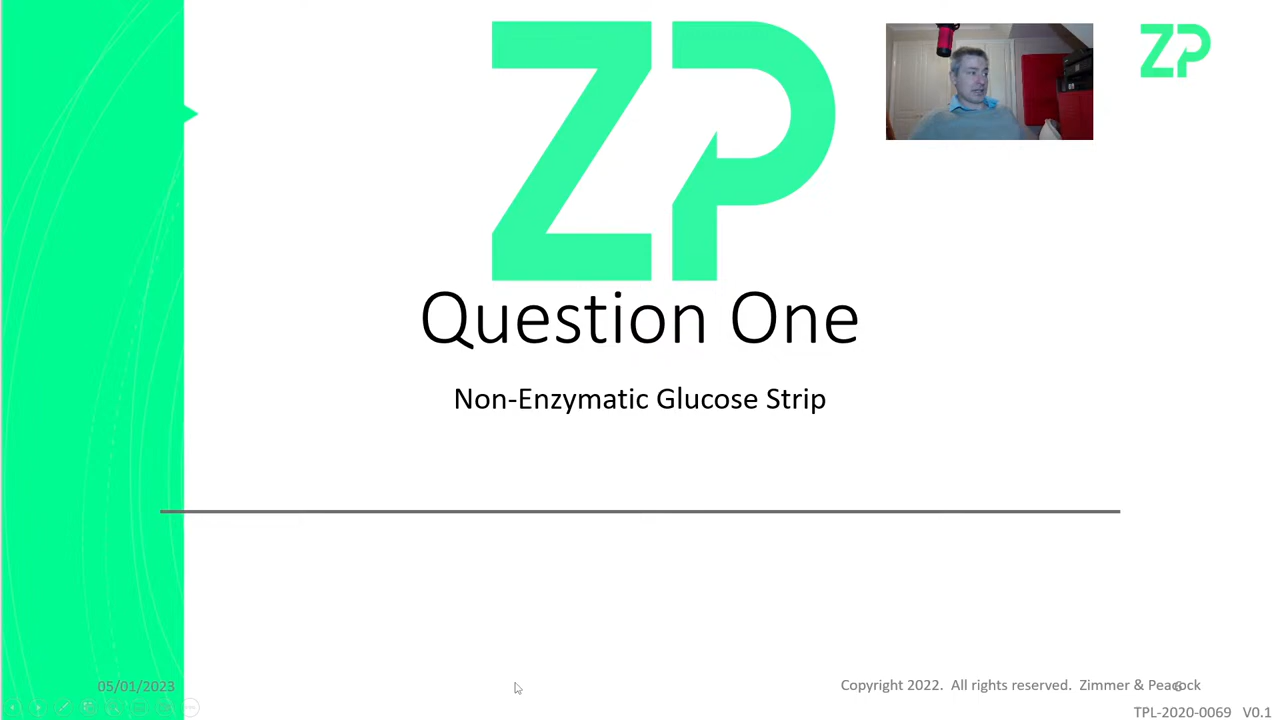 ZP
ZP
Question One
Non-Enzymatic Glucose Strip
05/01/2023
Copyright 2022. All rights reserved. Zimmer & Peacock
6
TPL-2020-0069 V0.1